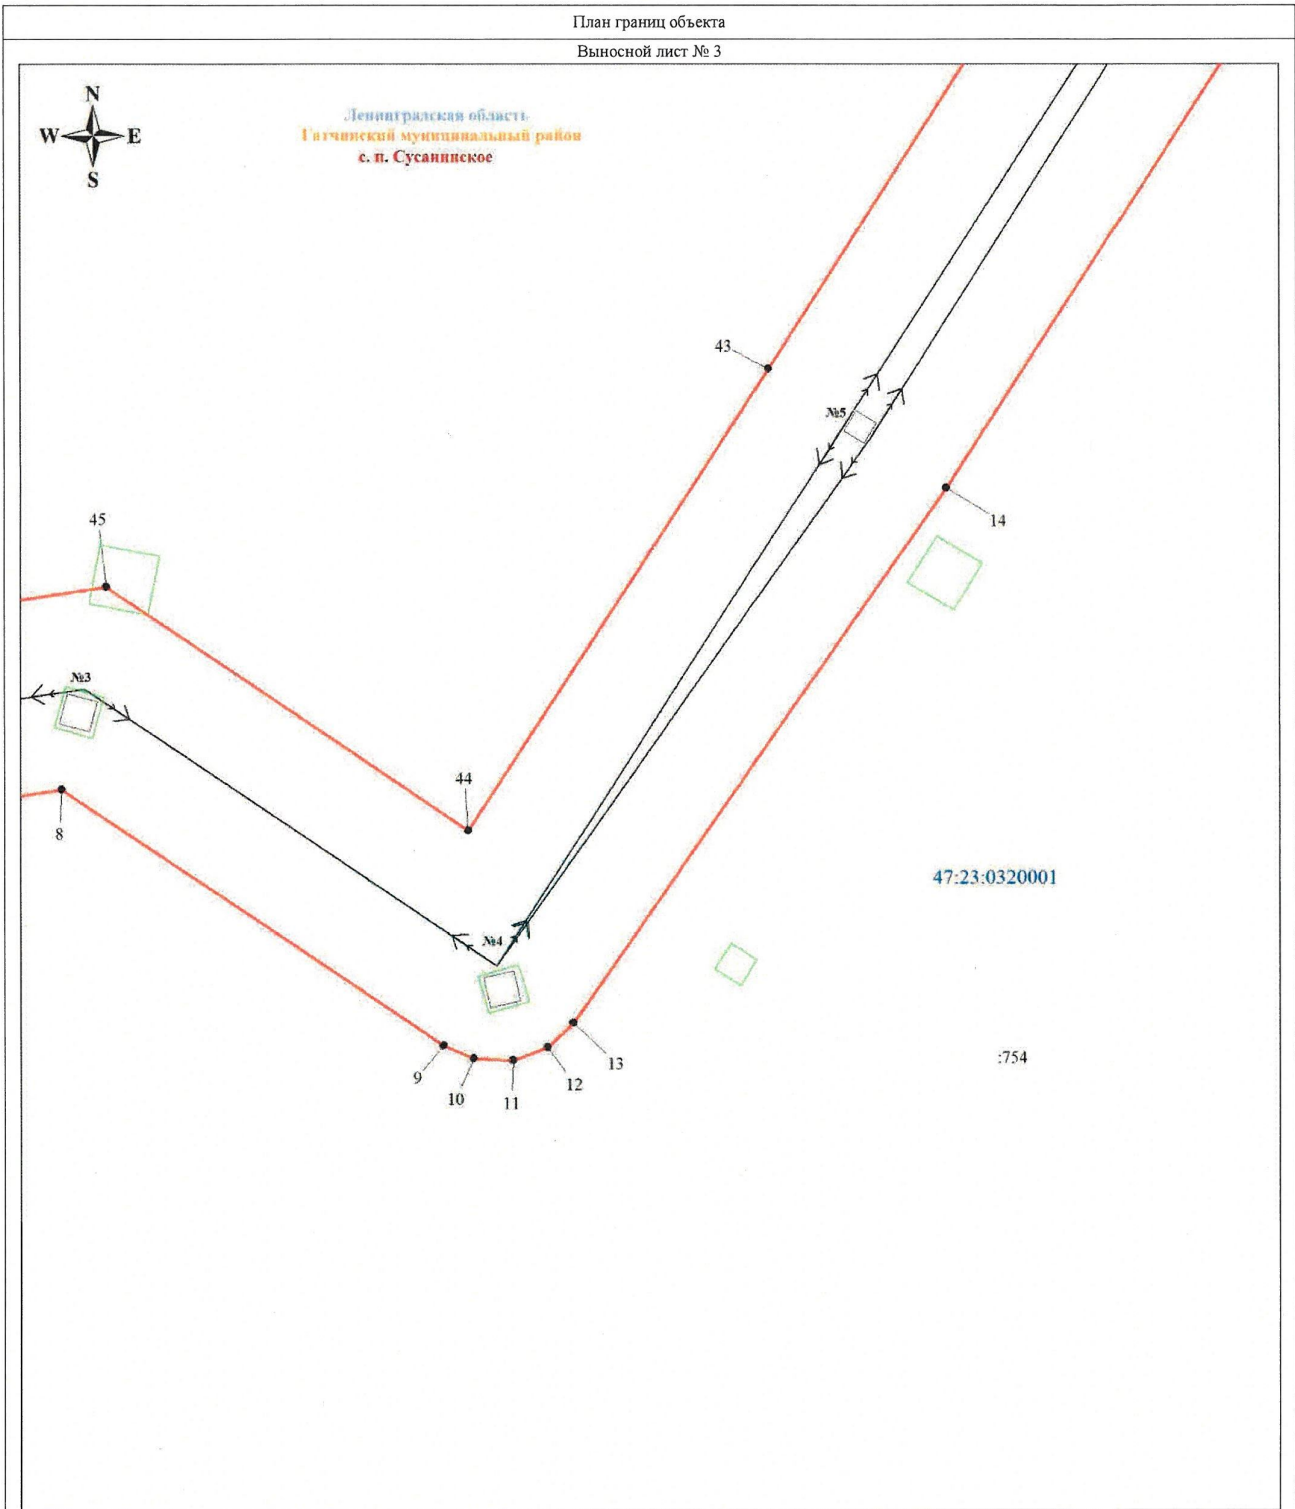 План границ объекта
Выносной лист № 3
N
W E
S
Ленинградская область
Гатчинский муниципальный район
с. п. Сусанинское
43
№5
14
45
№3
44
8
47:23:0320001
№4
9
10
11
12
13
:754